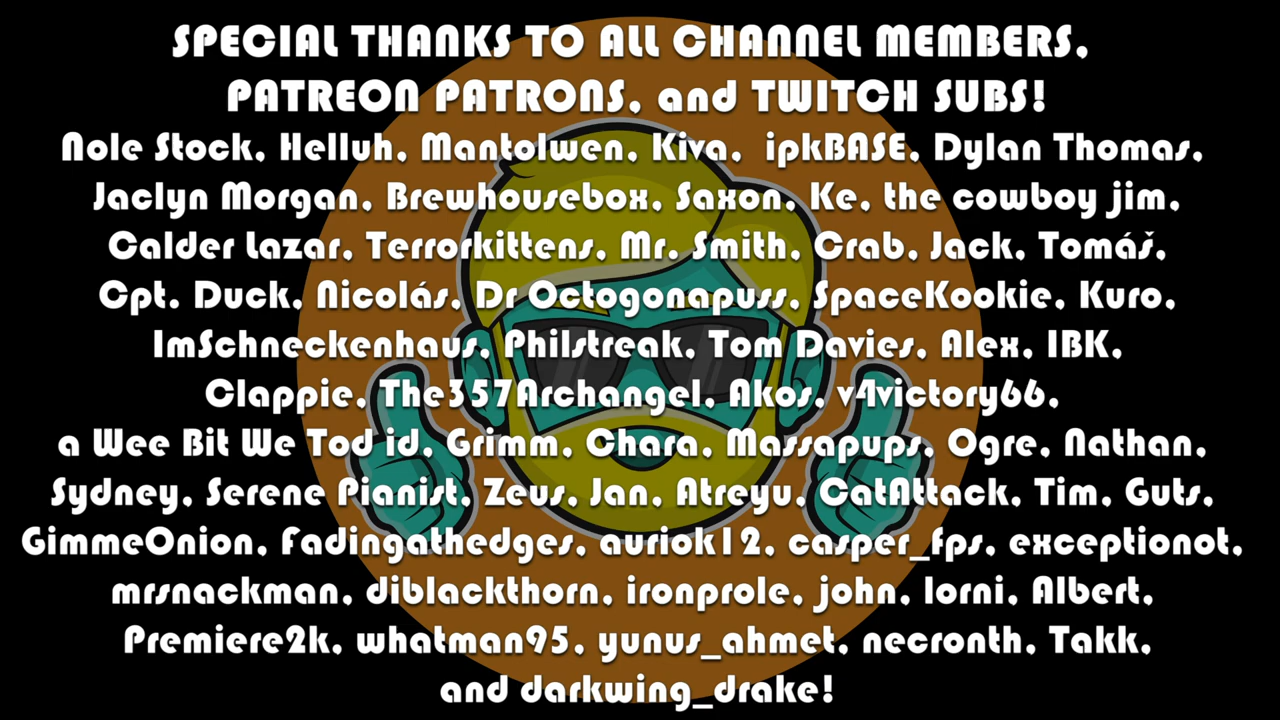 SPECIAL THANKS TO ALL CHANNEL MEMBERS,
PATREON PATRONS, and TWITCH SUBS!
Nole Stock, Helluh, Mantolwen, Kiva, ipkBASE, Dylan Thomas,
Jaclyn Morgan, Brewhousebox, Saxon, Ke, the cowboy jim,
Calder Lazar, Terrorkittens, Mr. Smith, Crab, Jack, Tomáš,
Cpt. Duck, Nicolás, Dr Octogonapuss, SpaceKookie, Kuro,
ImSchneckenhaus, Philstreak, Tom Davies, Alex, IBK,
Clappie, The357Archangel, Akos, v4victory66,
a Wee Bit We Tod id, Grimm, Chara, Massapups, Ogre, Nathan,
Sydney, Serene Pianist, Zeus, Jan, Atreyu, CatAttack, Tim, Guts,
GimmeOnion, Fadingathedges, auriok12, casper_fps, exceptionot,
mrsnackman, diblackthorn, ironprole, john, lorni, Albert,
Premiere2k, whatman95, yunus_ahmet, necronth, Takk,
and darkwing_drake!